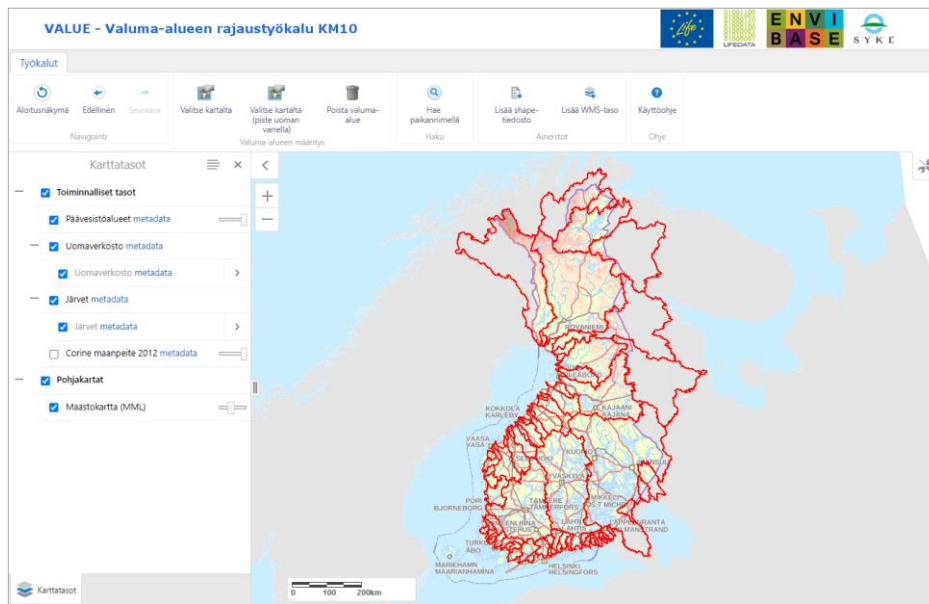 VALUE - Valuma-alueen rajaustyökalu KM10
Life
LIFEDATA
ENVI
BASE
SYKE
Työkalut
Aloitusnäkymä
Edellinen
Seuraava
Valitse kartalta
Valitse kartalta
(piste uoman
varrella)
Poista valuma-
alue
Hae
paikannimellä
Lisää shape-
tiedosto
Lisää WMS-taso
Käyttöohje
Navigointi
Valuma-alueen määritys
Haku
Aineistot
Ohje
Karttatasot
Toiminnalliset tasot
Päävesistöalueet metadata
Uomaverkosto metadata
Uomaverkosto metadata
Järvet metadata
Järvet metadata
Corine maanpeite 2012 metadata
Pohjakartat
Maastokartta (MML)
ROVANIEMI
KAJAANI
KAJANA
KOKKOLA
KARLEBY
VAASA
VASA
KUOPIO
PORI
BJÖRNEBORG
TAMPERE
TAMMERFORS
MIKKELI
S:T MICHEL
LAHTI
LAHTIS
TURKU
ÅBO
MARIEHAMN
MAARIANHAMINA
HELSINKI
HELSINGFORS
0 100 200km
Karttatasot